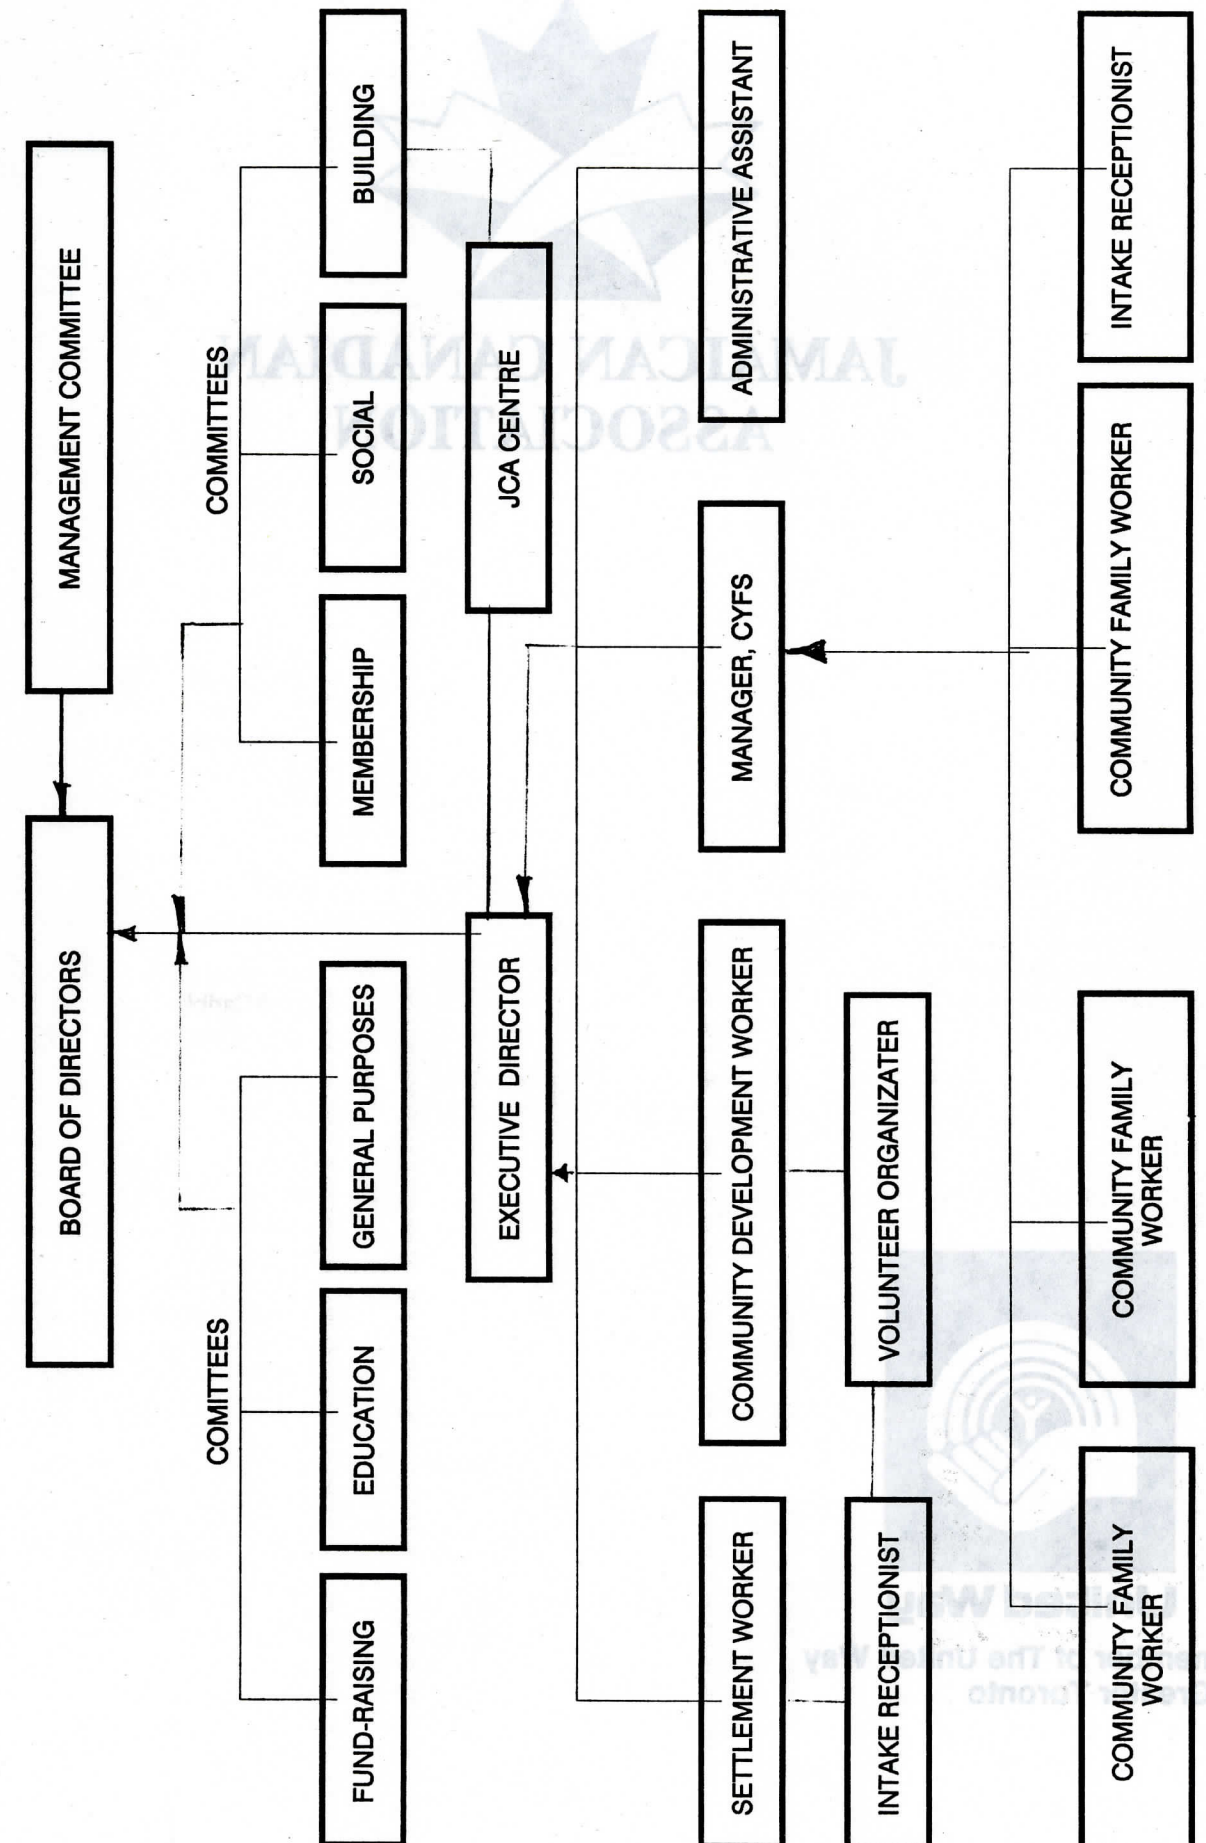 MANAGEMENT COMMITTEE
BOARD OF DIRECTORS
COMITTEES
COMMITTEES
FUND-RAISING
EDUCATION
GENERAL PURPOSES
MEMBERSHIP
SOCIAL
BUILDING
EXECUTIVE DIRECTOR
JCA CENTRE
SETTLEMENT WORKER
COMMUNITY DEVELOPMENT WORKER
MANAGER, CYFS
ADMINISTRATIVE ASSISTANT
INTAKE RECEPTIONIST
VOLUNTEER ORGANIZATER
COMMUNITY FAMILY
WORKER
COMMUNITY FAMILY
WORKER
COMMUNITY FAMILY WORKER
INTAKE RECEPTIONIST
JAMAICAN CANADIAN
ASSOCIATION
United Way
of The United Way
Toronto